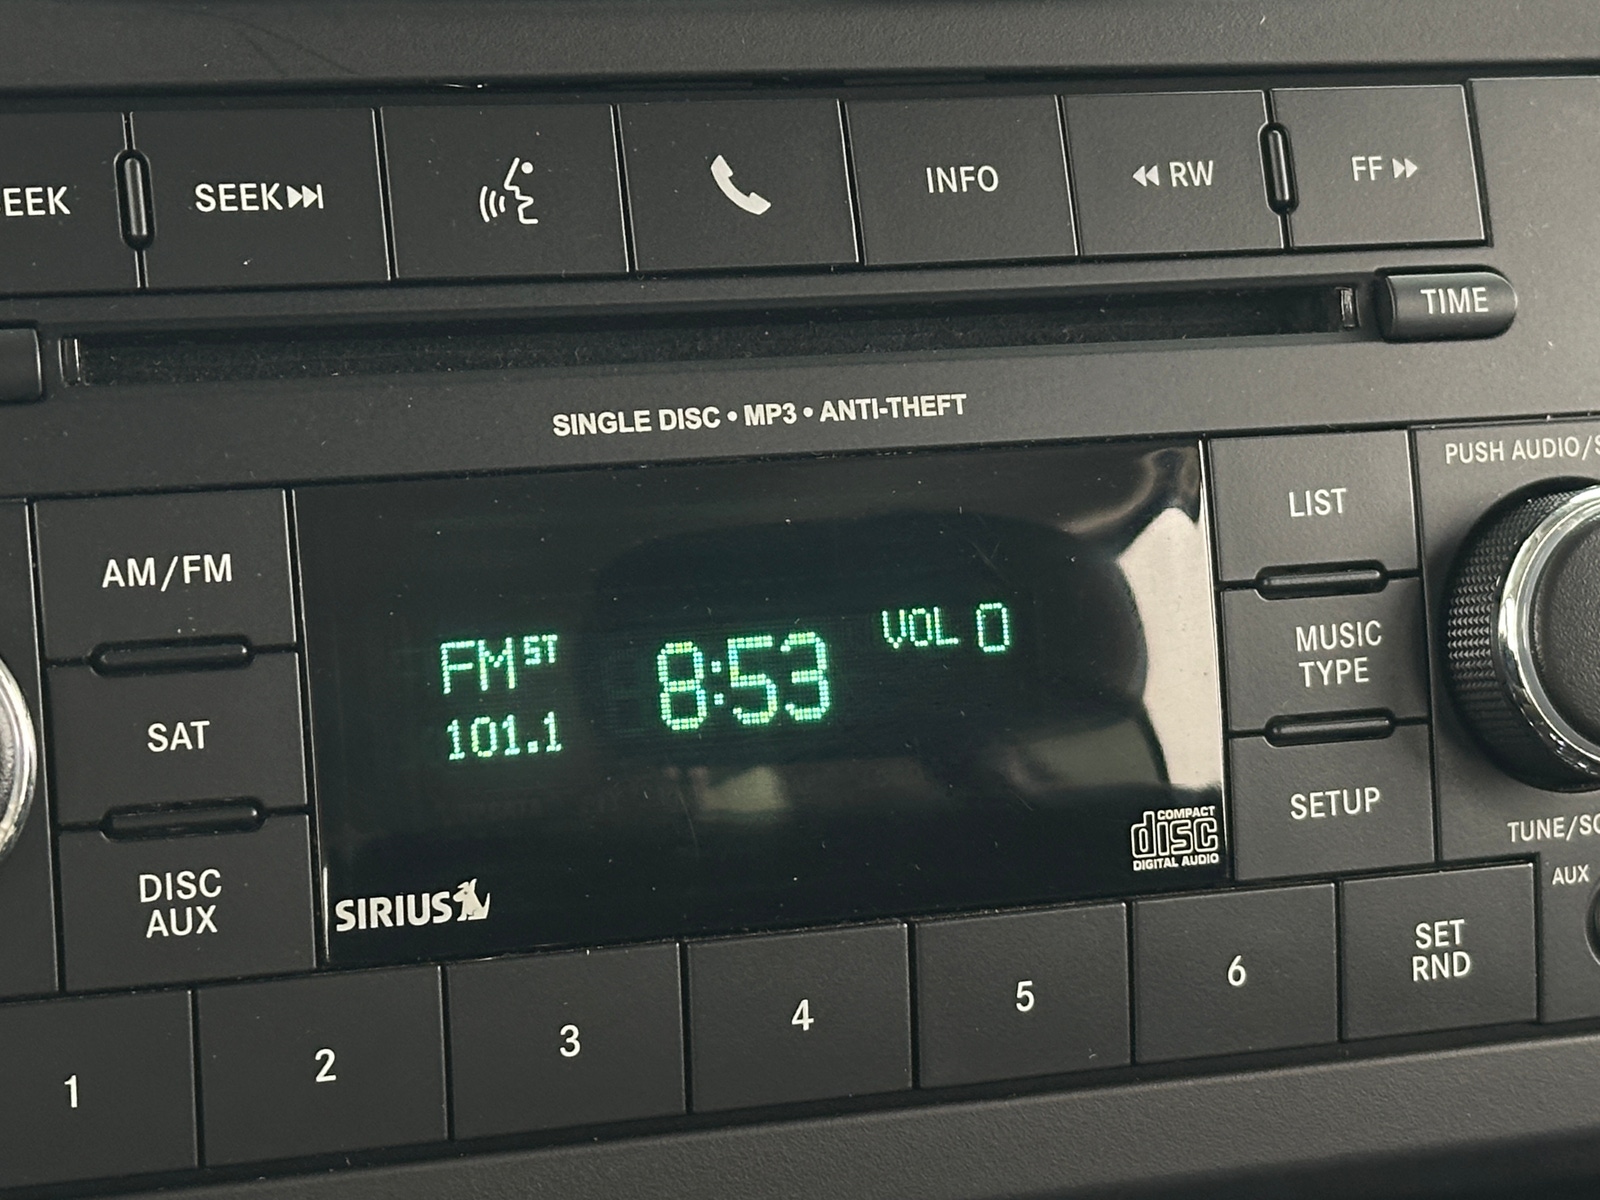 SEEK
INFO
RW
FF
TIME
SINGLE DISC • MP3 • ANTI-THEFT
PUSH AUDIO/
AM/FM
LIST
FM ST
8:53
VOL 0
101.1
MUSIC
TYPE
SAT
SETUP
COMPACT
disc
DIGITAL AUDIO
TUNE/
DISC
AUX
SIRIUS
AUX
1
2
3
4
5
6
SET
RND